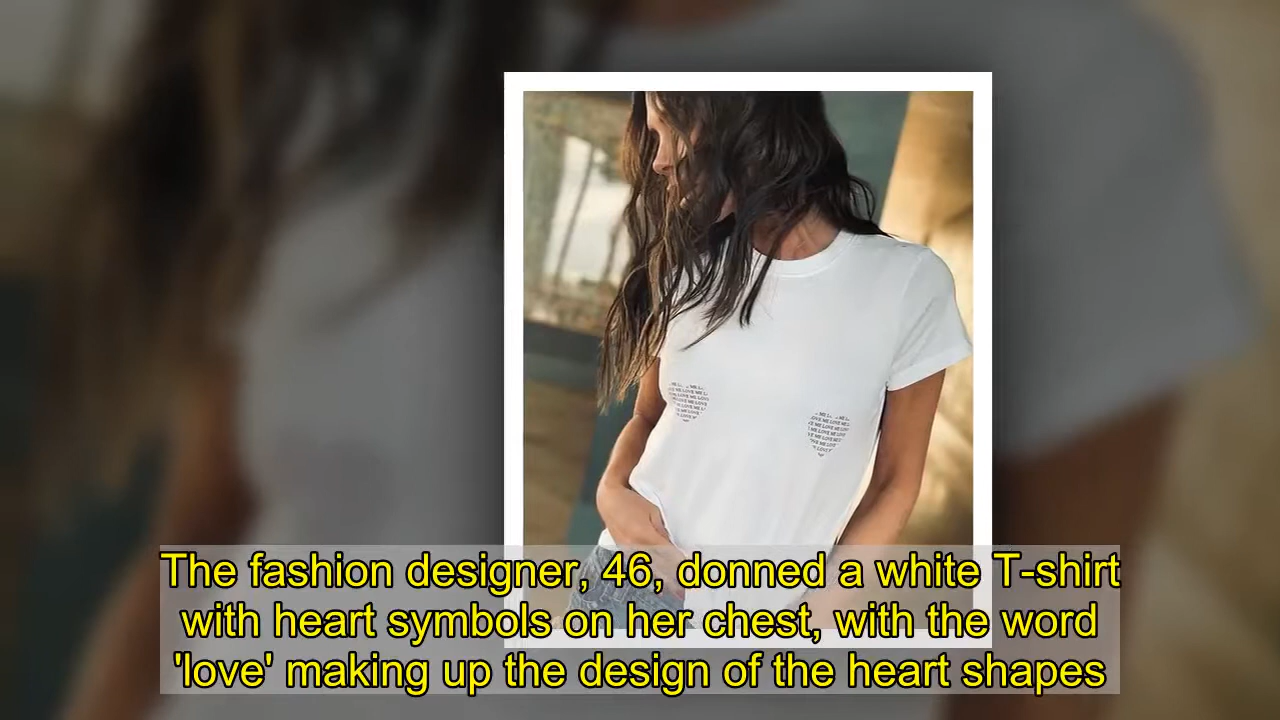 The fashion designer, 46, donned a white T-shirt
with heart symbols on her chest, with the word
'love' making up the design of the heart shapes